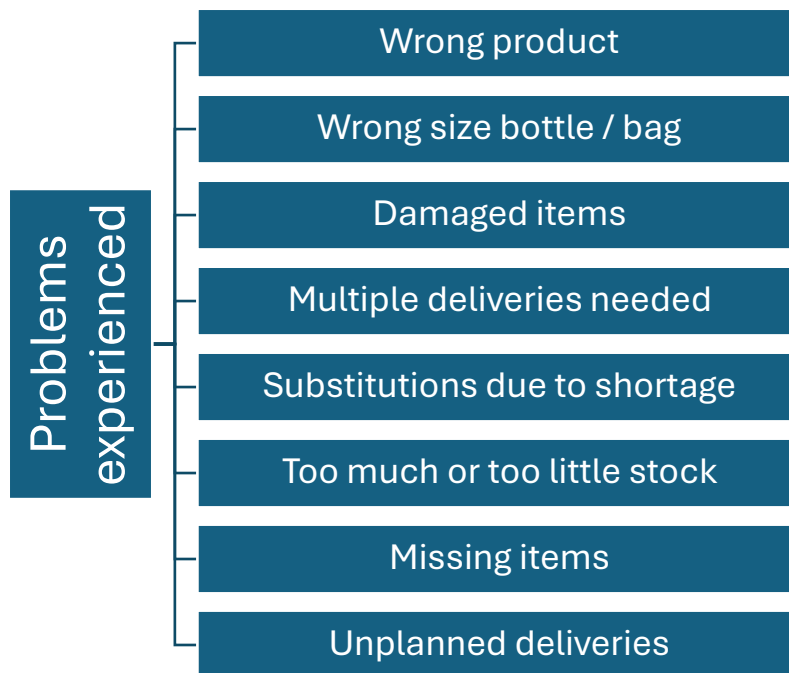 Problems
experienced
Wrong product
Wrong size bottle / bag
Damaged items
Multiple deliveries needed
Substitutions due to shortage
Too much or too little stock
Missing items
Unplanned deliveries